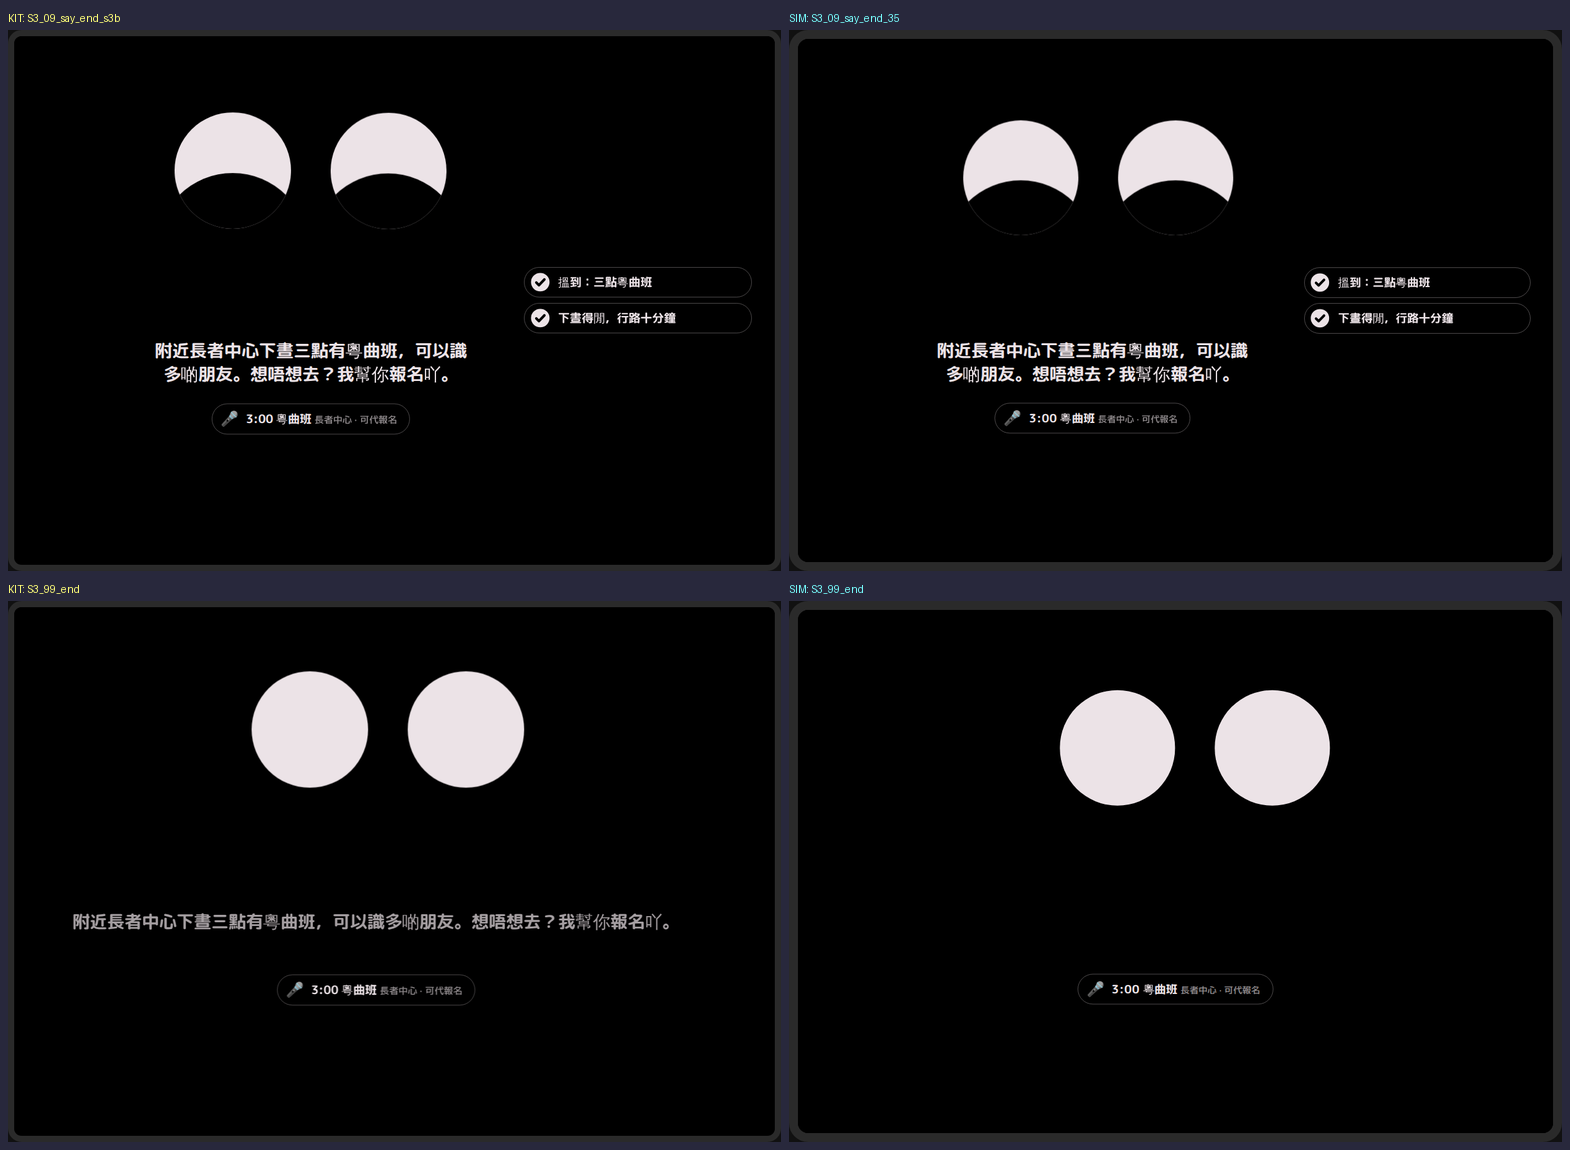 KIT: S3_09_say_end_s3b
搵到：三點粵曲班
下晝得閒，行路十分鐘
附近長者中心下晝三點有粵曲班，可以識
多啲朋友。想唔想去？我幫你報名吖。
3:00 粵曲班 長者中心 · 可代報名
SIM: S3_09_say_end_35
搵到：三點粵曲班
下晝得閒，行路十分鐘
附近長者中心下晝三點有粵曲班，可以識
多啲朋友。想唔想去？我幫你報名吖。
3:00 粵曲班 長者中心 · 可代報名
KIT: S3_99_end
附近長者中心下晝三點有粵曲班，可以識多啲朋友。想唔想去？我幫你報名吖。
3:00 粵曲班 長者中心 · 可代報名
SIM: S3_99_end
3:00 粵曲班 長者中心 · 可代報名